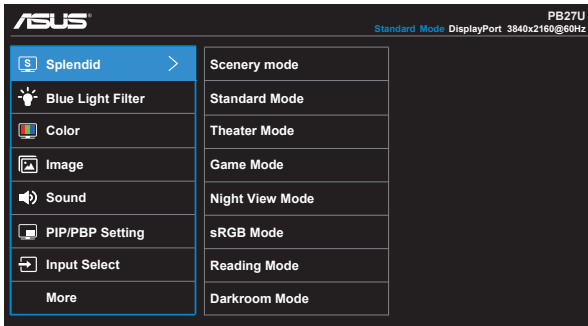 ASUS
PB27U
Standard Mode DisplayPort 3840x2160@60Hz
S Splendid
Blue Light Filter
Color
Image
Sound
PIP/PBP Setting
Input Select
More
Scenery mode
Standard Mode
Theater Mode
Game Mode
Night View Mode
sRGB Mode
Reading Mode
Darkroom Mode